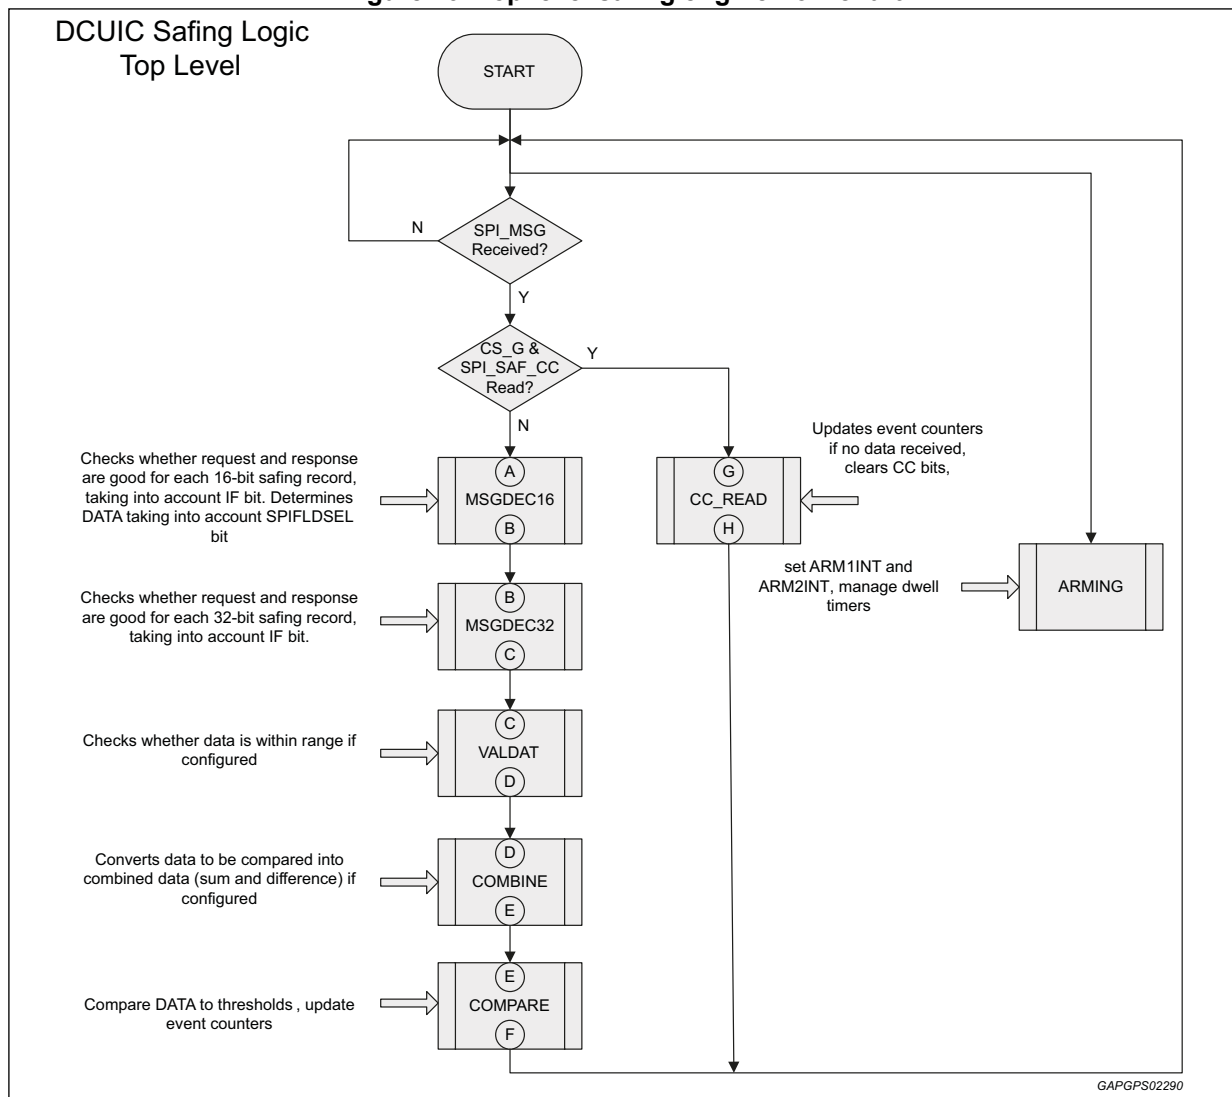 DCUIC Safing Logic
Top Level
START
N
SPI_MSG
Received?
Y
CS_G &
SPI_SAF_CC
Read?
Y
N
Checks whether request and response
are good for each 16-bit safing record,
taking into account IF bit. Determines
DATA taking into account SPIFLDSEL
bit
A
MSGDEC16
B
Updates event counters
if no data received,
clears CC bits,
G
CC_READ
H
set ARM1INT and
ARM2INT, manage dwell
timers
ARMING
Checks whether request and response
are good for each 32-bit safing record,
taking into account IF bit.
B
MSGDEC32
C
Checks whether data is within range if
configured
C
VALDAT
D
Converts data to be compared into
combined data (sum and difference) if
configured
D
COMBINE
E
Compare DATA to thresholds , update
event counters
E
COMPARE
F
GAPGPS02290